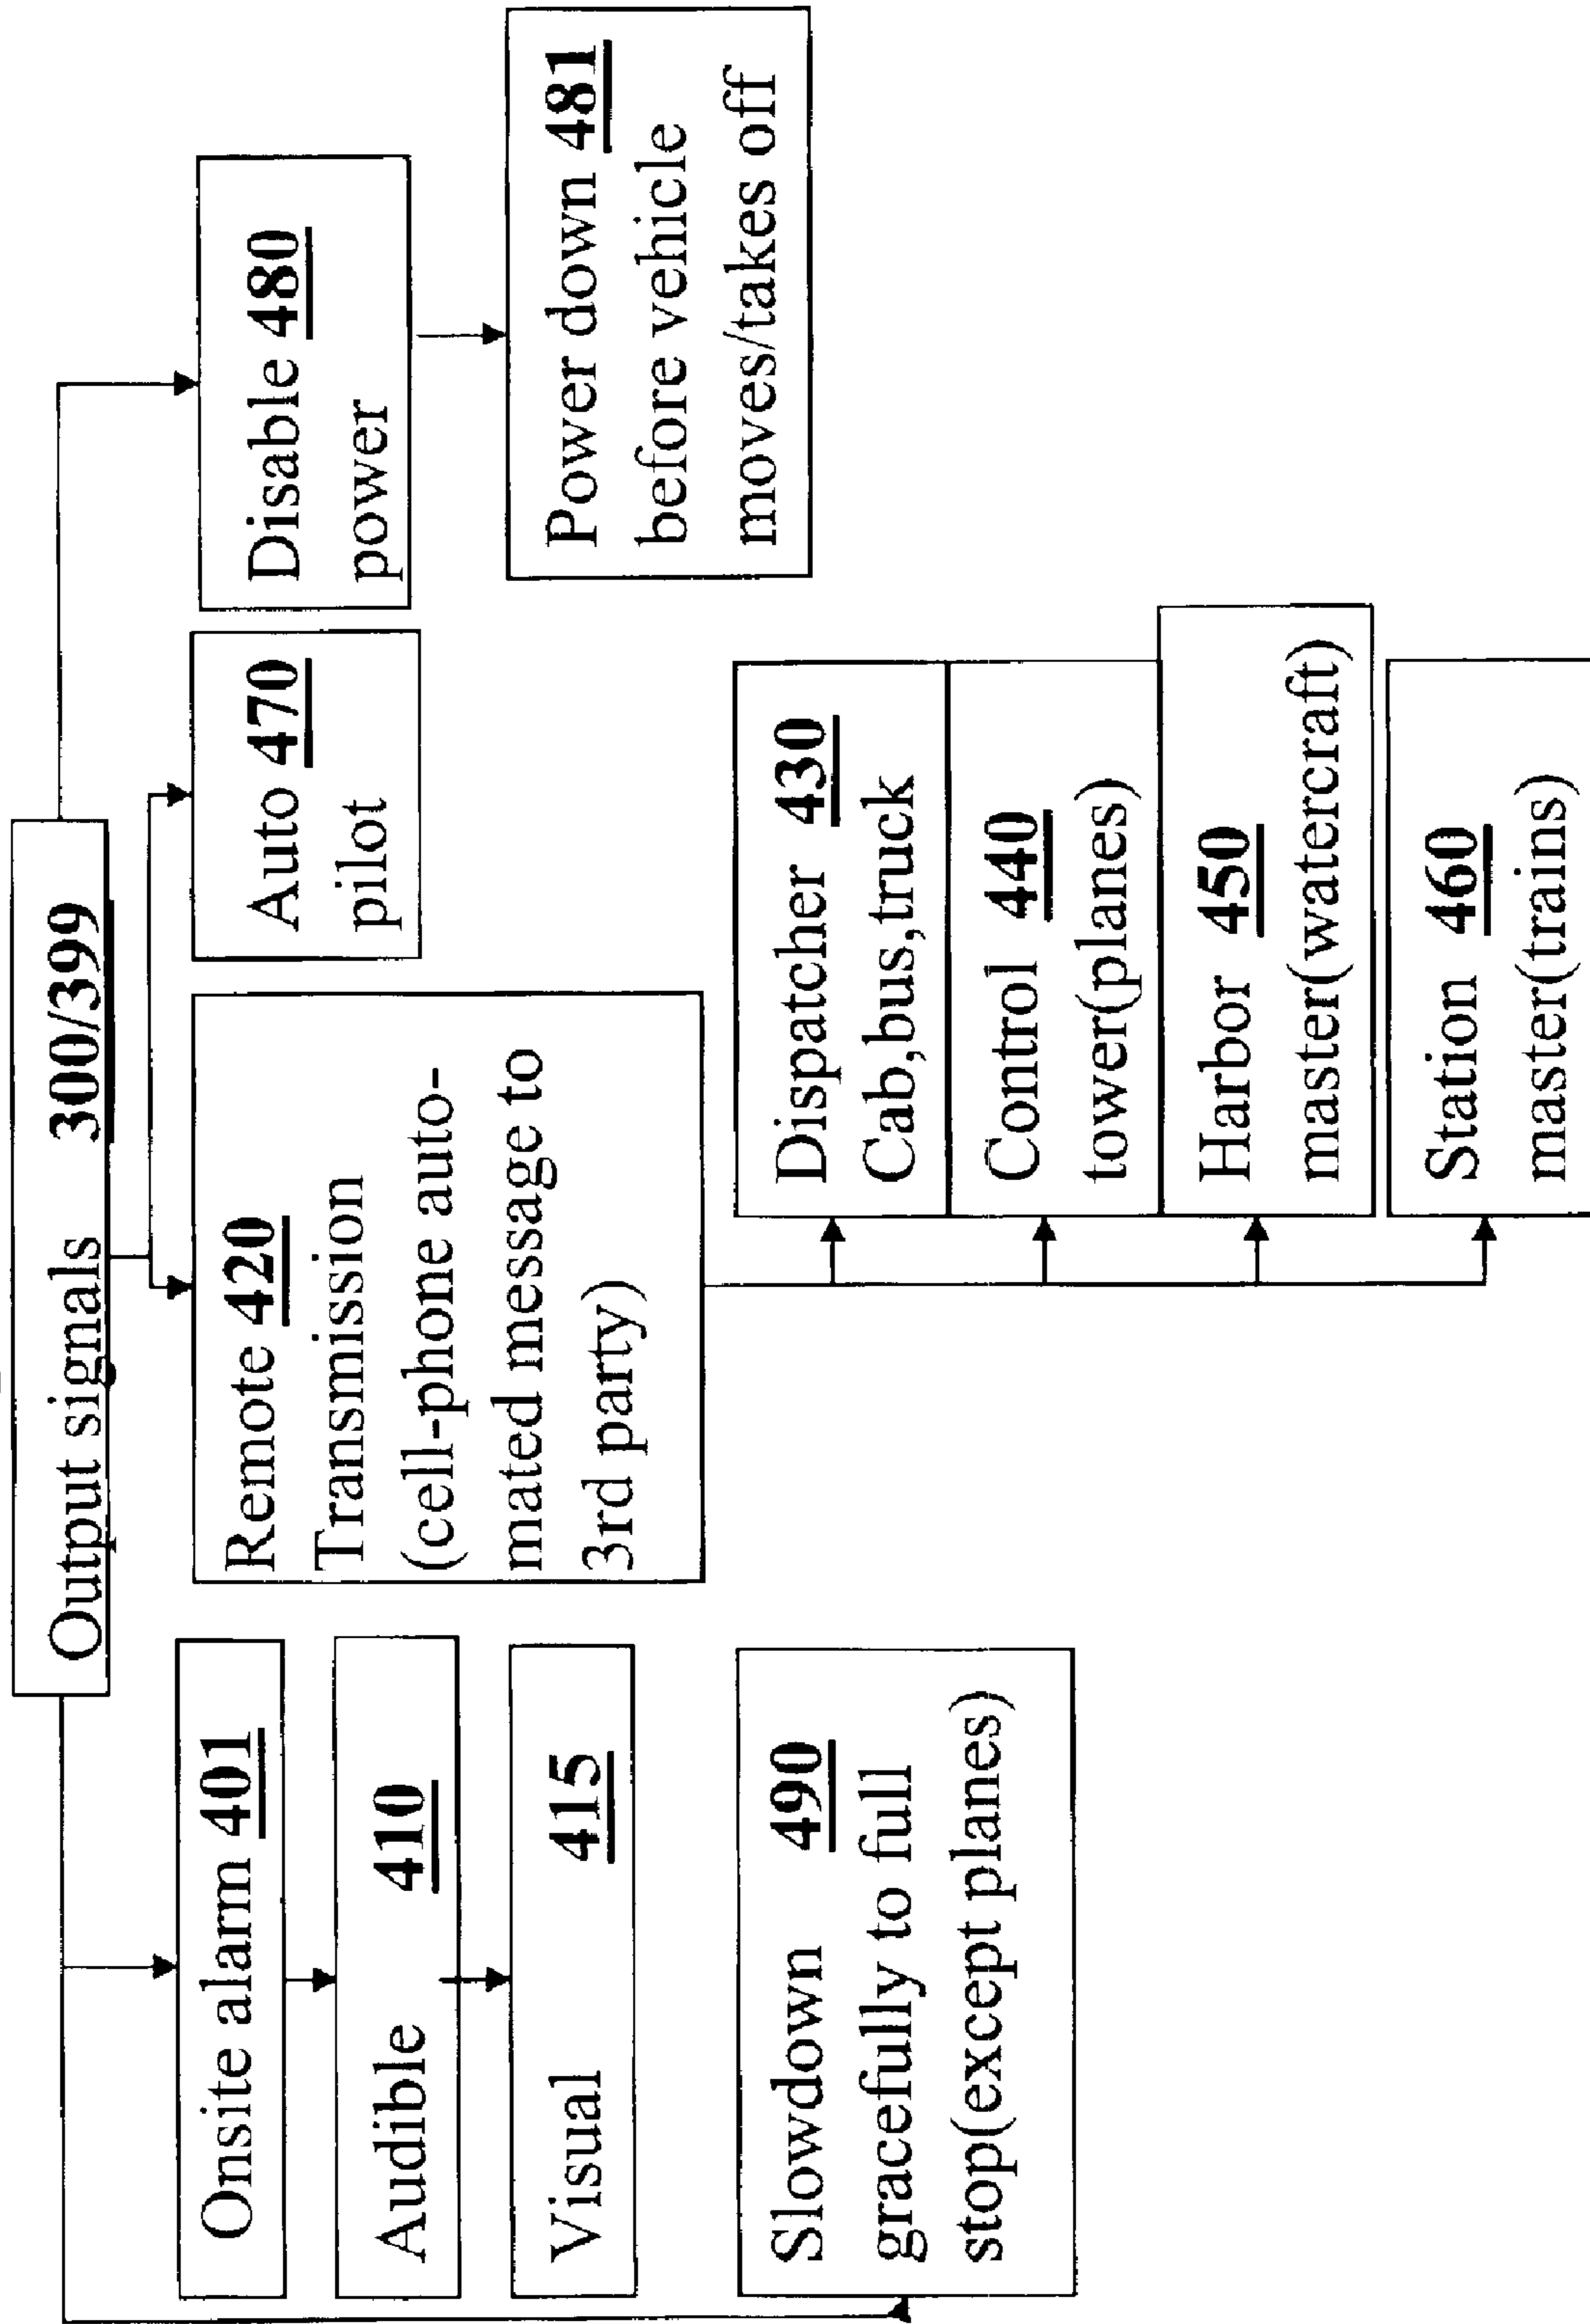 Output signals 300/399
Onsite alarm 401
Audible 410
Visual 415
Slowdown 490
gracefully to full
stop(except planes)
Remote 420
Transmission
(cell-phone auto-
mated message to
3rd party)
Dispatcher 430
Cab,bus,truck
Control 440
tower(planes)
Harbor 450
master(watercraft)
Station 460
master(trains)
Auto 470
pilot
Disable 480
power
Power down 481
before vehicle
moves/takes off